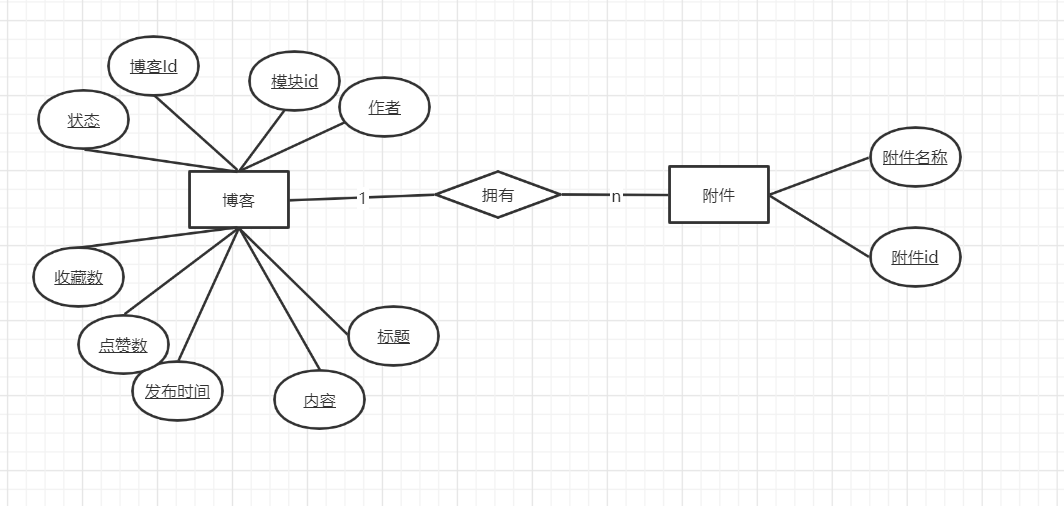 博客Id
模块id
作者
状态
博客
1
拥有
n
附件
附件名称
附件id
收藏数
点赞数
发布时间
内容
标题